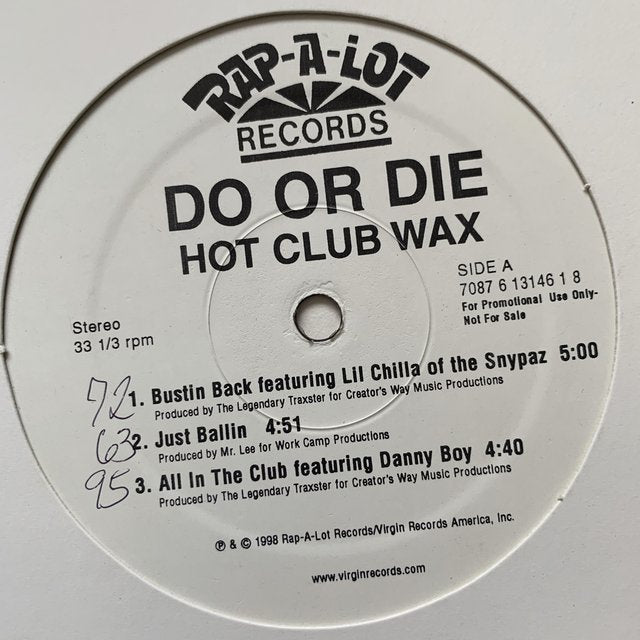 RAP-A-LOT
RECORDS
DO OR DIE
HOT CLUB WAX
SIDE A
7087 6 13146 1 8
For Promotional Use Only-
Not For Sale
Stereo
33 1/3 rpm
72 1. Bustin Back featuring Lil Chilla of the Snypaz 5:00
Produced by The Legendary Traxster for Creator's Way Music Productions
63 2. Just Ballin 4:51
Produced by Mr. Lee for Work Camp Productions
95 3. All In The Club featuring Danny Boy 4:40
Produced by The Legendary Traxster for Creator's Way Music Productions
℗ & © 1998 Rap-A-Lot Records/Virgin Records America, Inc.
www.virginrecords.com